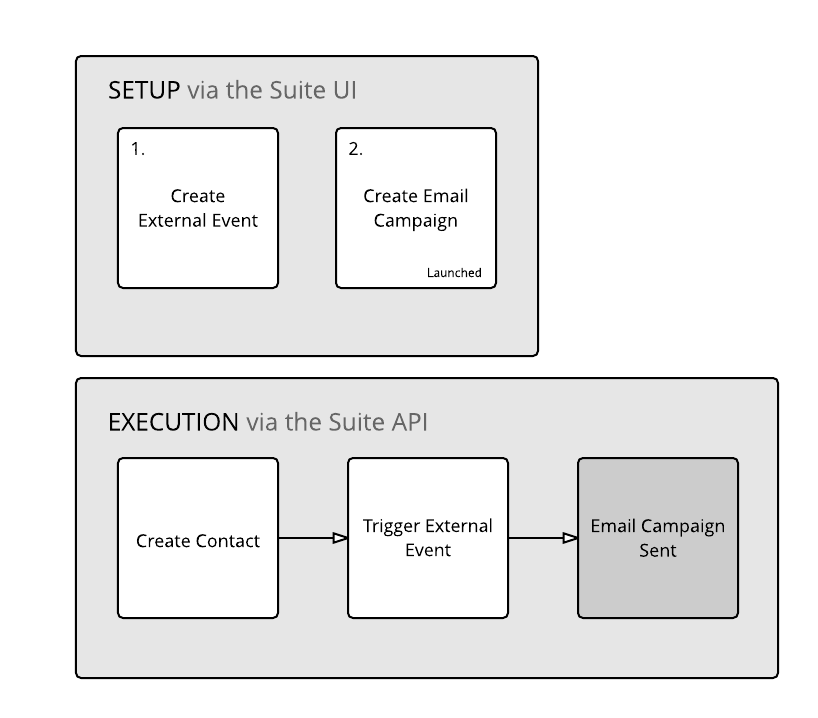 SETUP via the Suite UI
1.
Create
External Event
2.
Create Email
Campaign
Launched
EXECUTION via the Suite API
Create Contact
Trigger External
Event
Email Campaign
Sent